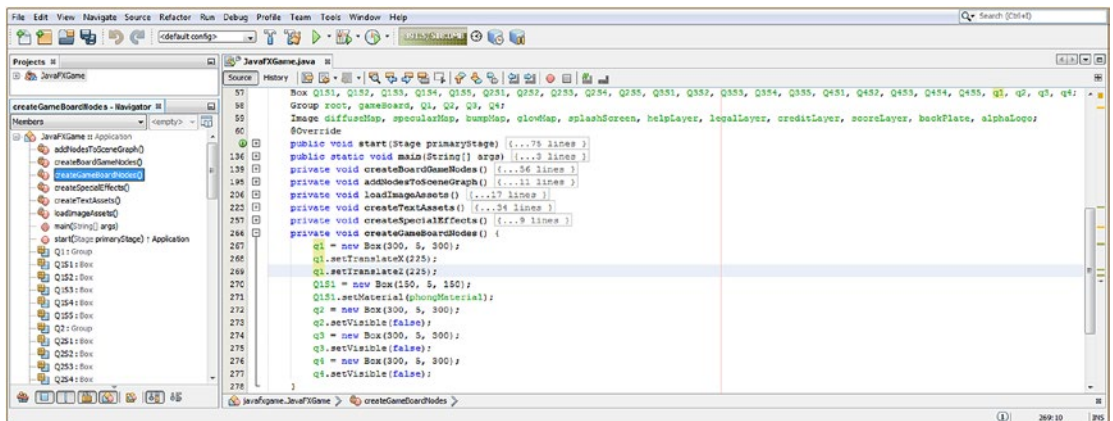 File Edit View Navigate Source Refactor Run Debug Profile Team Tools Window Help
Search (Ctrl+I)
<default config>
Projects
JavaFXGame
createGameBoardNodes - Navigator
Members
<empty>
JavaFXGame :: Application
addNodesToSceneGraph()
createBoardGameNodes()
createGameBoardNodes()
createSpecialEffects()
createTextAssets()
loadImageAssets()
main(String[] args)
start(Stage primaryStage) ↑ Application
Q1 : Group
Q1S1 : Box
Q1S2 : Box
Q1S3 : Box
Q1S4 : Box
Q1S5 : Box
Q2 : Group
Q2S1 : Box
Q2S2 : Box
Q2S3 : Box
Q2S4 : Box
JavaFXGame.java
Source History
57 Box Q1S1, Q1S2, Q1S3, Q1S4, Q1S5, Q2S1, Q2S2, Q2S3, Q2S4, Q2S5, Q3S1, Q3S2, Q3S3, Q3S4, Q3S5, Q4S1, Q4S2, Q4S3, Q4S4, Q4S5, q1, q2, q3, q4;
58 Group root, gameBoard, Q1, Q2, Q3, Q4;
59 Image diffuseMap, specularMap, bumpMap, glowMap, splashScreen, helpLayer, legalLayer, creditLayer, scoreLayer, backPlate, alphaLogo;
60 @Override
public void start(Stage primaryStage) {...75 lines }
136 public static void main(String[] args) {...3 lines }
139 private void createBoardGameNodes() {...56 lines }
195 private void addNodesToSceneGraph() {...11 lines }
206 private void loadImageAssets() {...17 lines }
223 private void createTextAssets() {...34 lines }
257 private void createSpecialEffects() {...9 lines }
266 private void createGameBoardNodes() {
267 q1 = new Box(300, 5, 300);
268 q1.setTranslateX(225);
269 q1.setTranslateZ(225);
270 Q1S1 = new Box(150, 5, 150);
271 Q1S1.setMaterial(phongMaterial);
272 q2 = new Box(300, 5, 300);
273 q2.setVisible(false);
274 q3 = new Box(300, 5, 300);
275 q3.setVisible(false);
276 q4 = new Box(300, 5, 300);
277 q4.setVisible(false);
278 }
javafxgame.JavaFXGame
createGameBoardNodes
269:10
INS